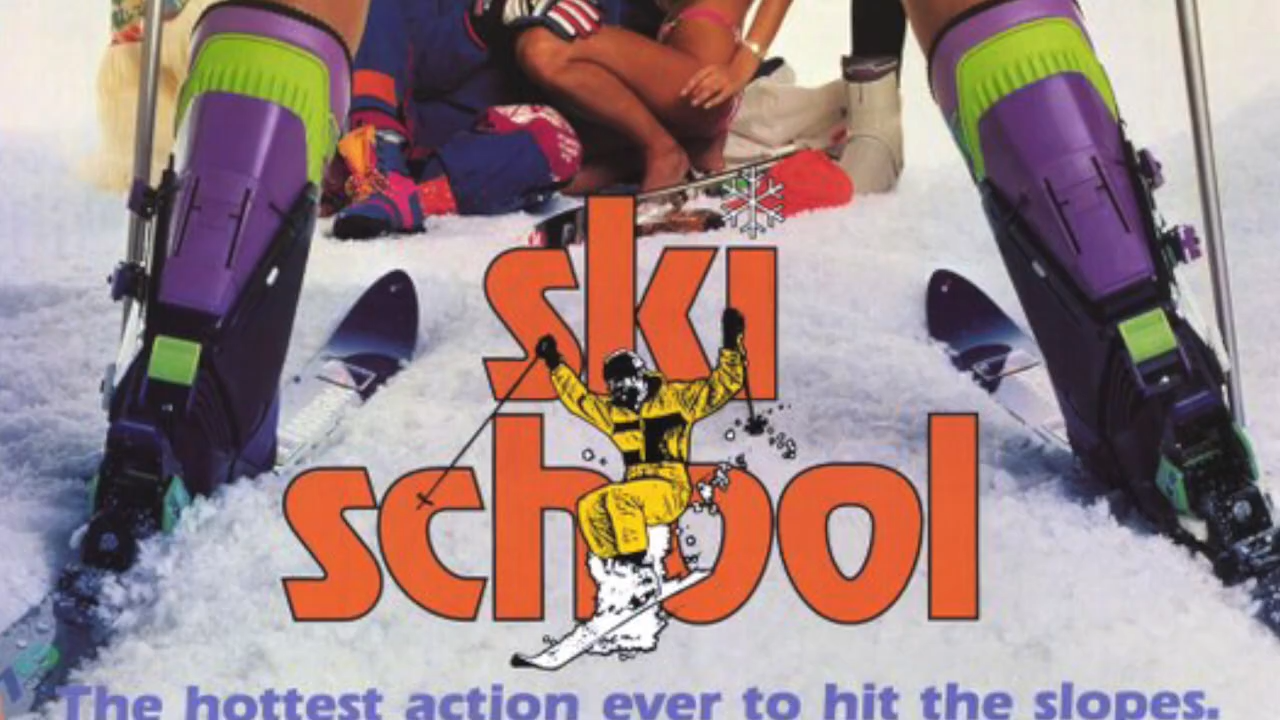 ski
school
The hottest action ever to hit the slopes.